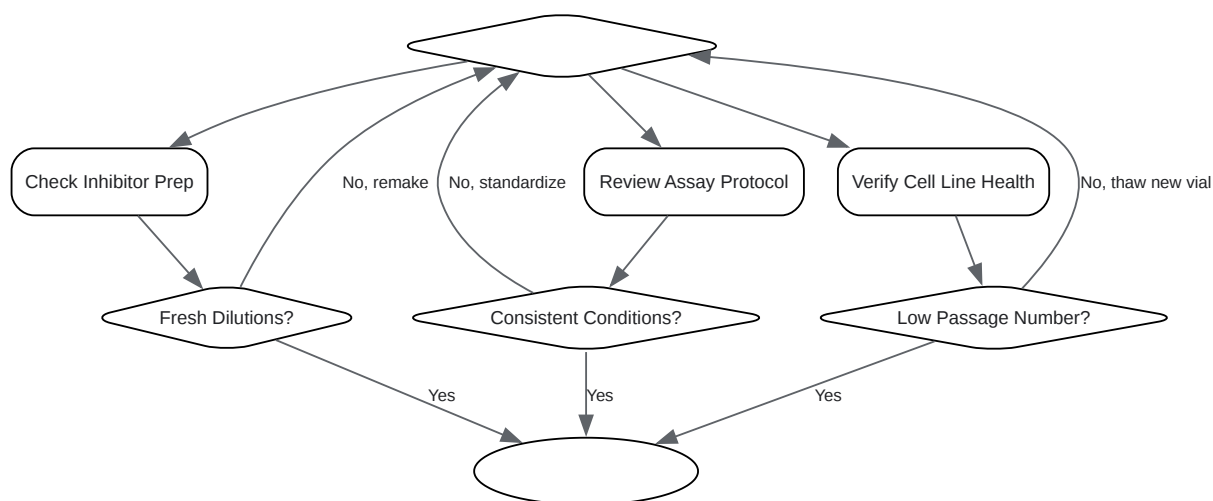 Check Inhibitor Prep
No, remake
No, standardize
Review Assay Protocol
Verify Cell Line Health
No, thaw new vial
Fresh Dilutions?
Consistent Conditions?
Low Passage Number?
Yes
Yes
Yes